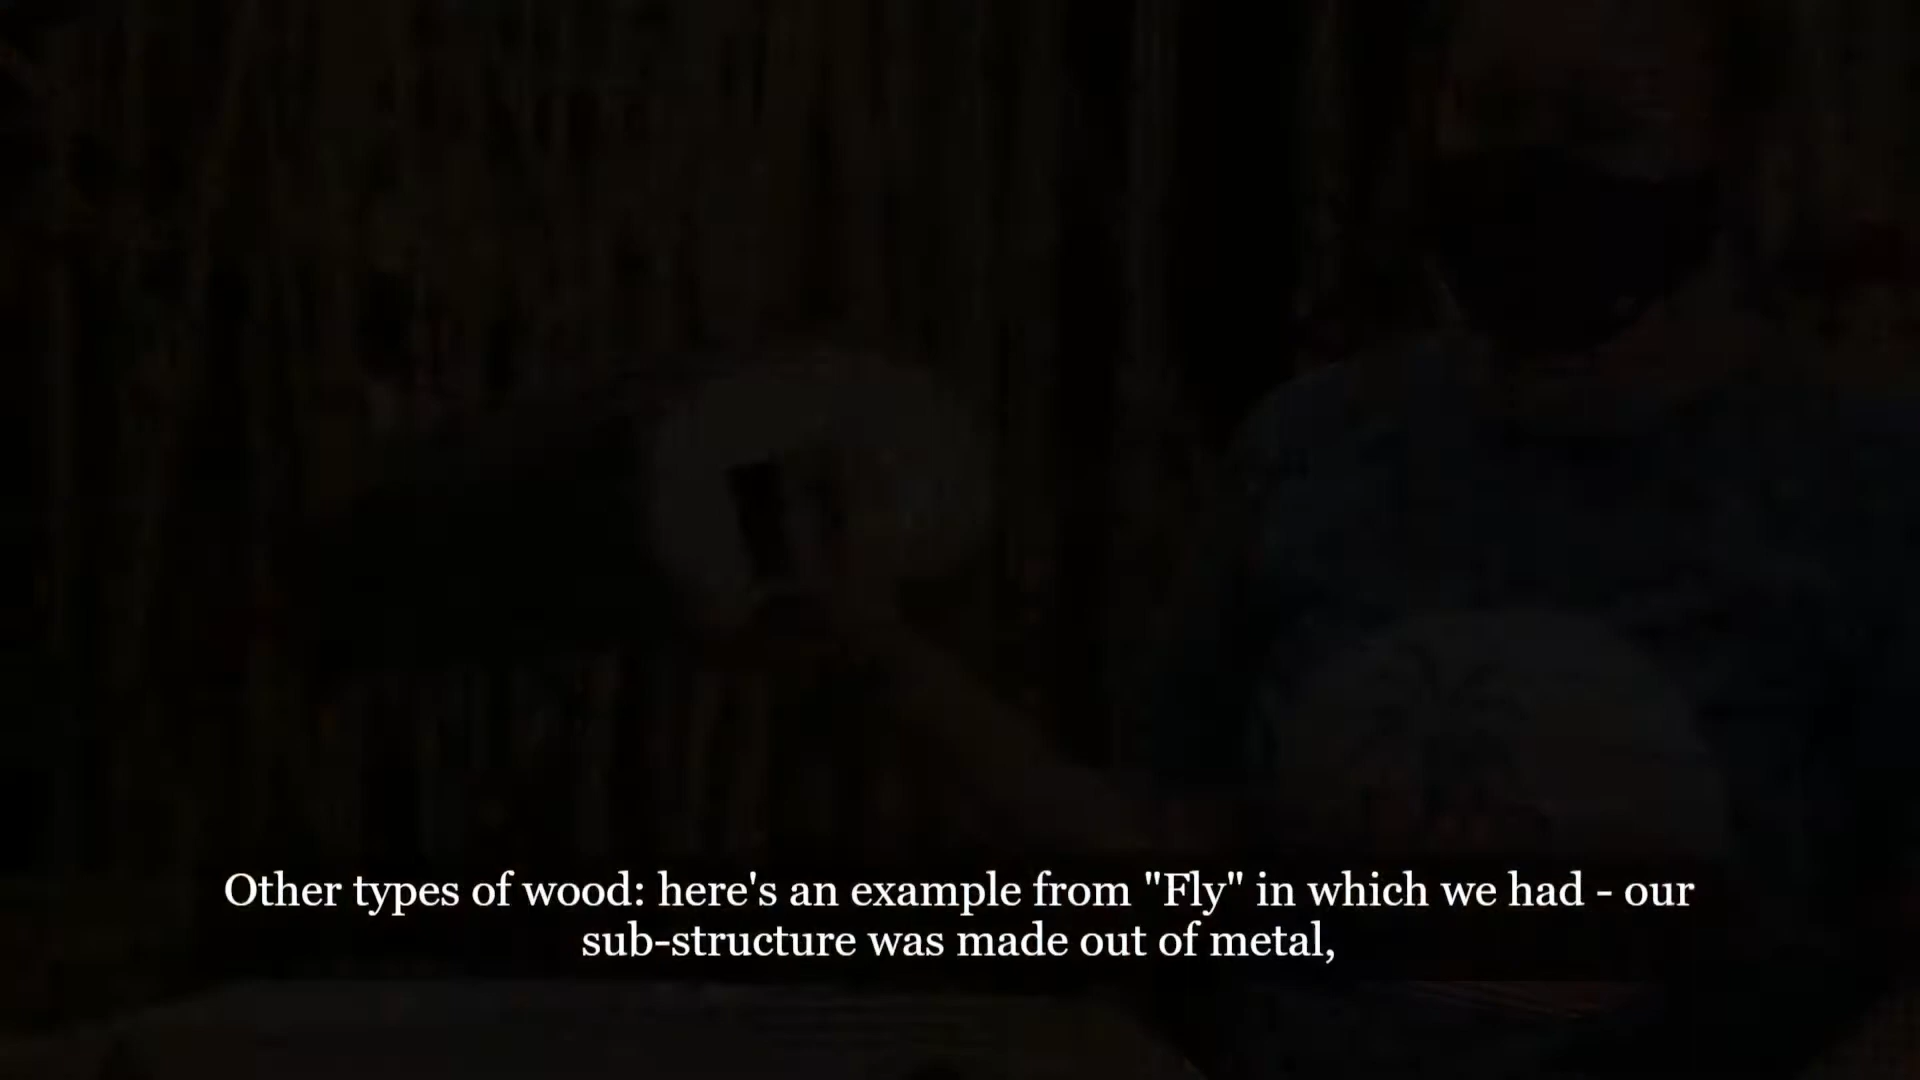 Other types of wood: here's an example from "Fly" in which we had - our
sub-structure was made out of metal,